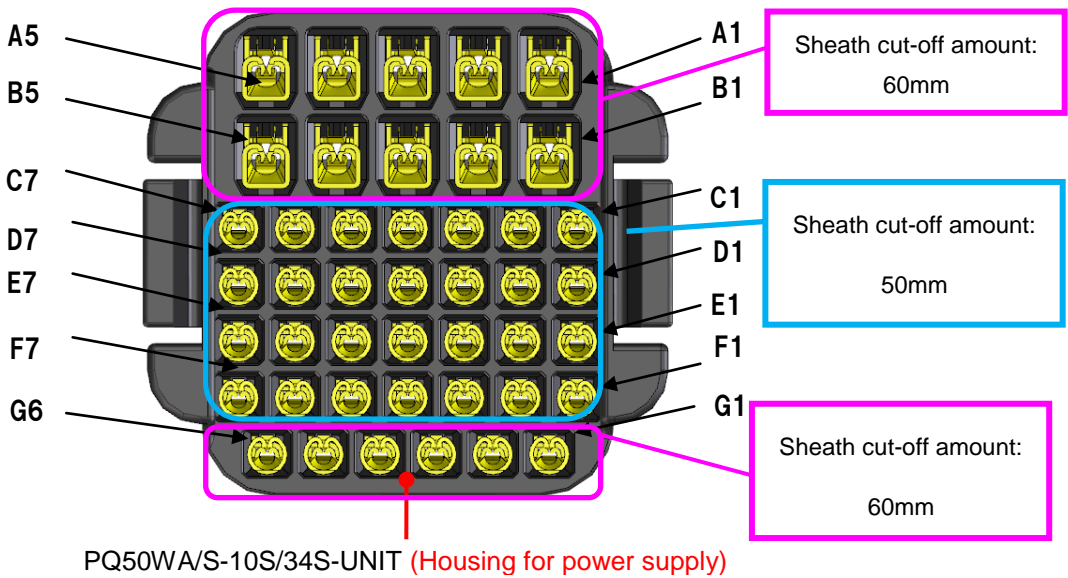 A5
A1
Sheath cut-off amount:
60mm
B5
B1
C7
C1
Sheath cut-off amount:
50mm
D7
D1
E7
E1
F7
F1
G6
G1
Sheath cut-off amount:
60mm
PQ50WA/S-10S/34S-UNIT (Housing for power supply)